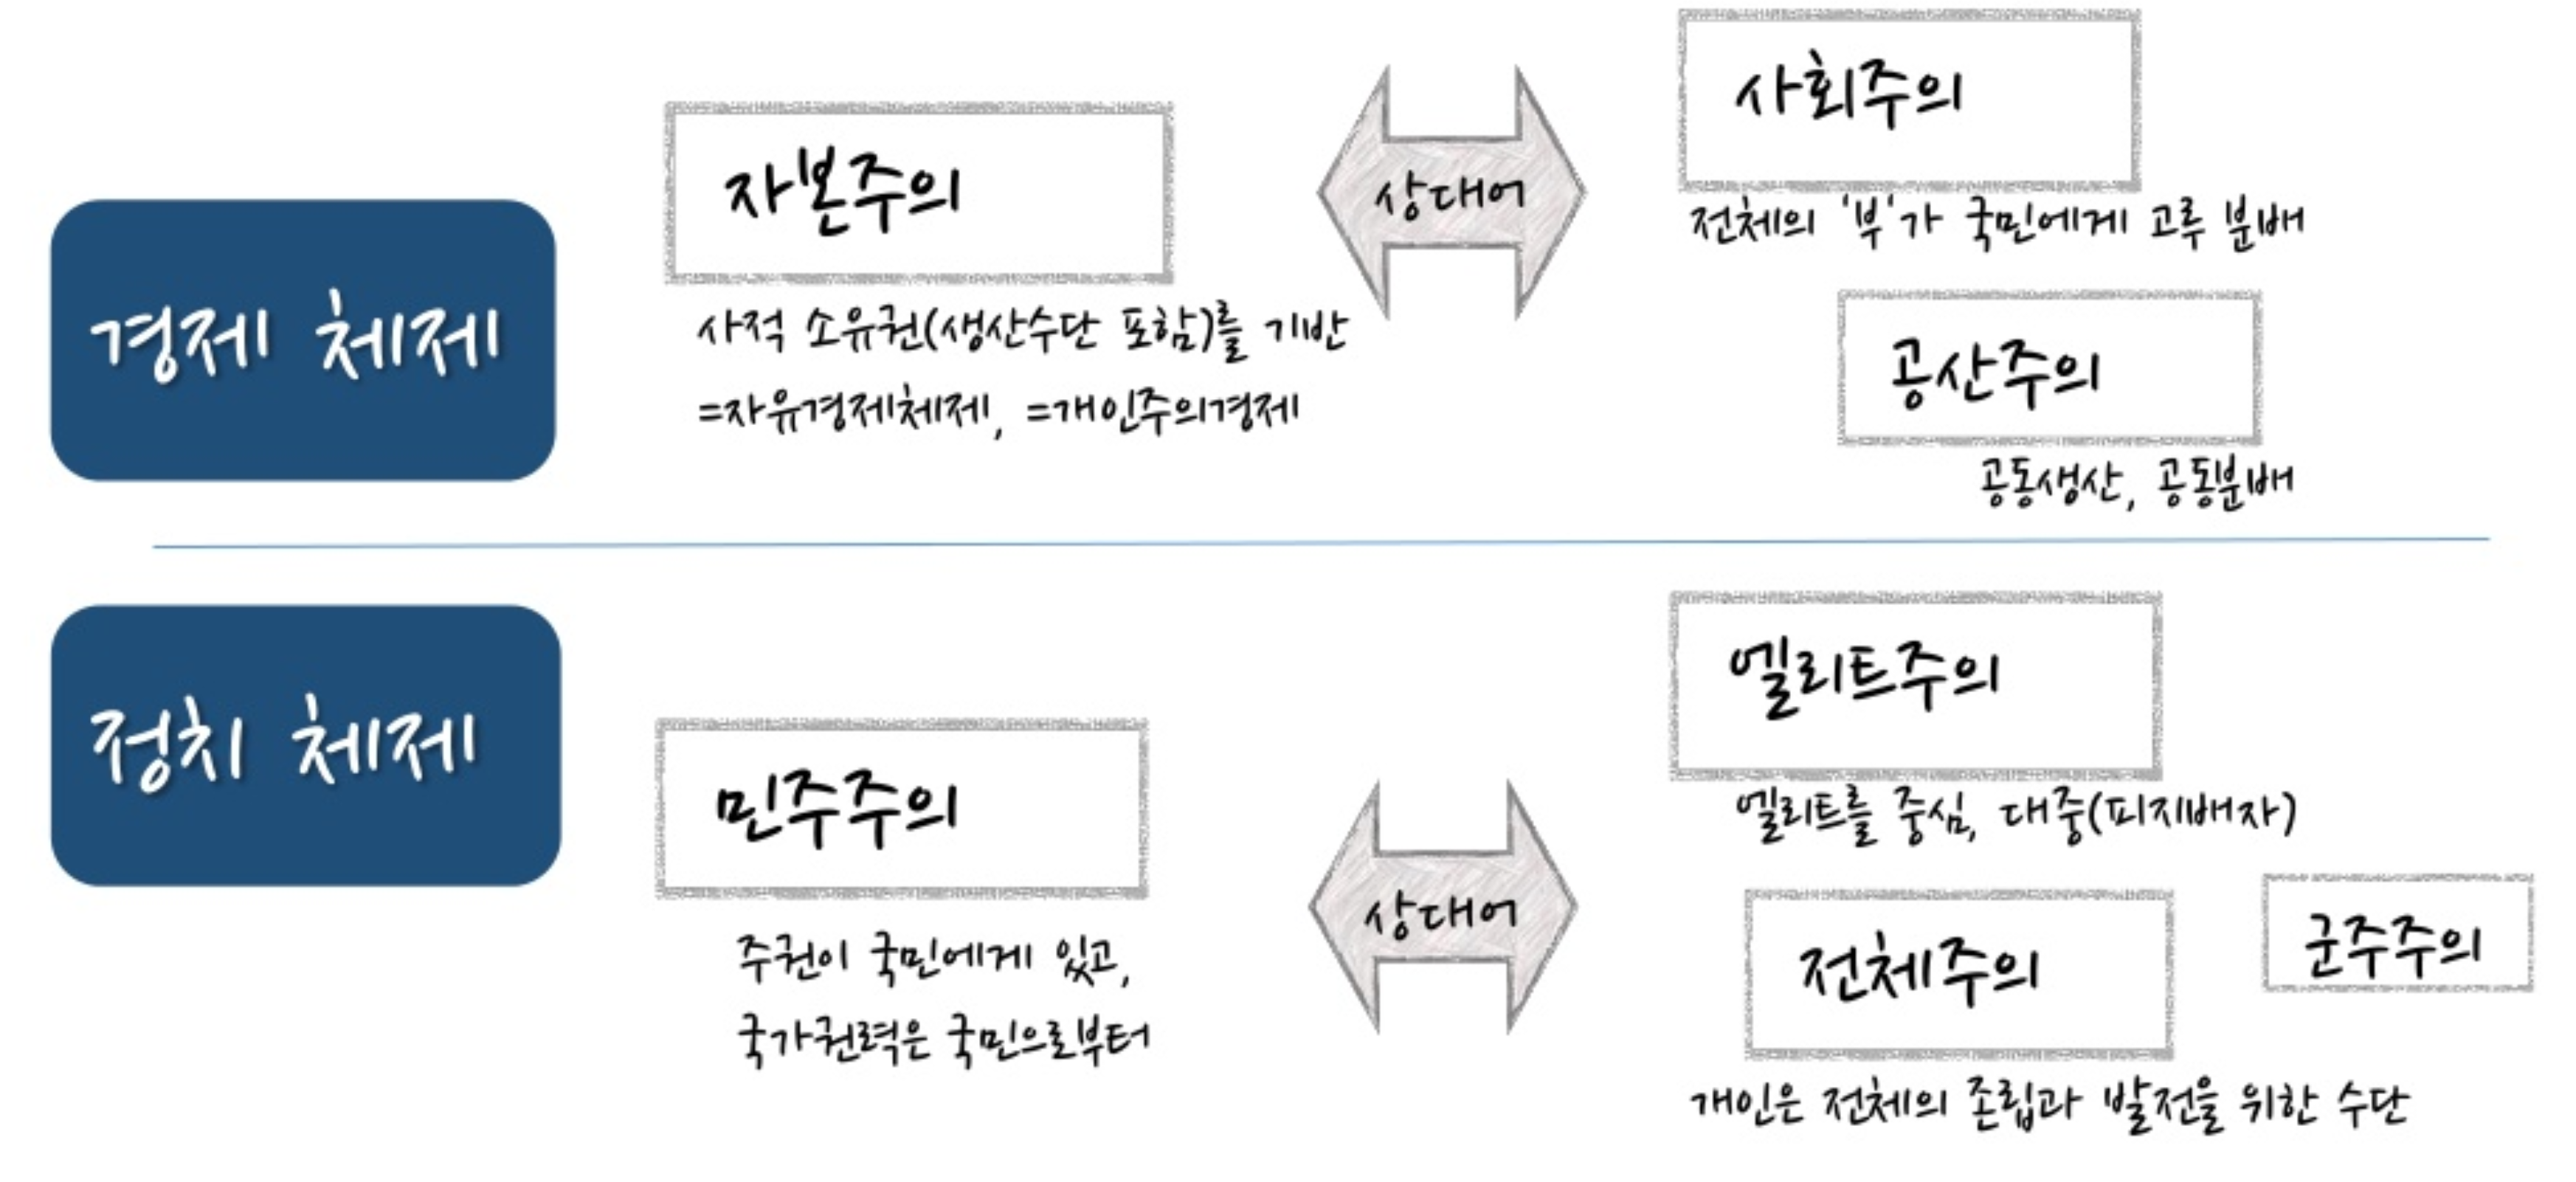 경제 체제
자본주의
사적 소유권(생산수단 포함)를 기반
=자유경제체제, =개인주의경제
상대어
사회주의
전체의 '부'가 국민에게 고루 분배
공산주의
공동생산, 공동분배
정치 체제
민주주의
주권이 국민에게 있고,
국가권력은 국민으로부터
상대어
엘리트주의
엘리트를 중심, 대중(피지배자)
전체주의
군주주의
개인은 전체의 존립과 발전을 위한 수단